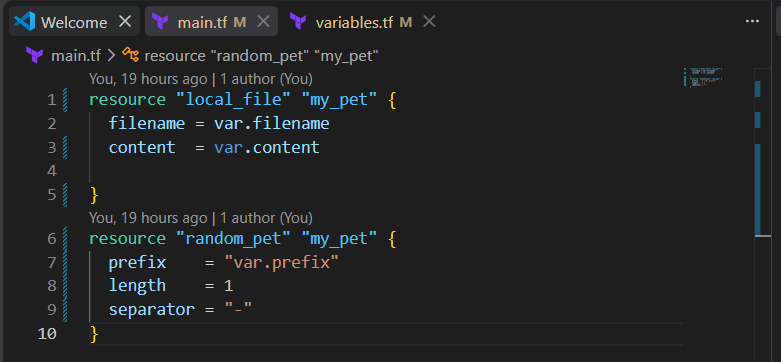 Welcome main.tf M variables.tf M ...
main.tf > resource "random_pet" "my_pet"
You, 19 hours ago | 1 author (You)
1 resource "local_file" "my_pet" {
2 filename = var.filename
3 content = var.content
4
5 }
You, 19 hours ago | 1 author (You)
6 resource "random_pet" "my_pet" {
7 prefix = "var.prefix"
8 length = 1
9 separator = "-"
10 }